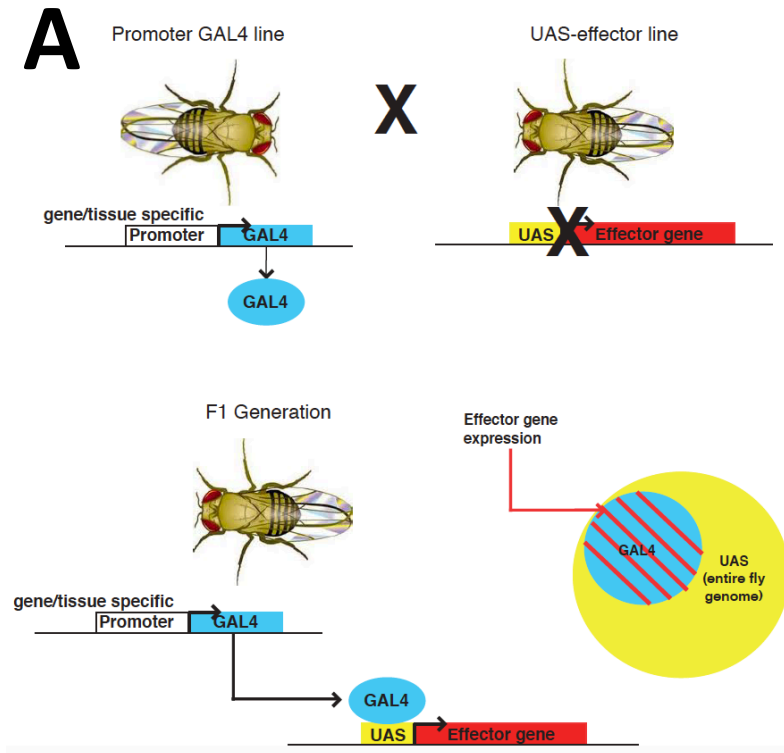 A
Promoter GAL4 line
UAS-effector line
X
gene/tissue specific
Promoter
GAL4
GAL4
UAS
X
Effector gene
F1 Generation
Effector gene
expression
GAL4
UAS
(entire fly
genome)
gene/tissue specific
Promoter
GAL4
GAL4
UAS
Effector gene